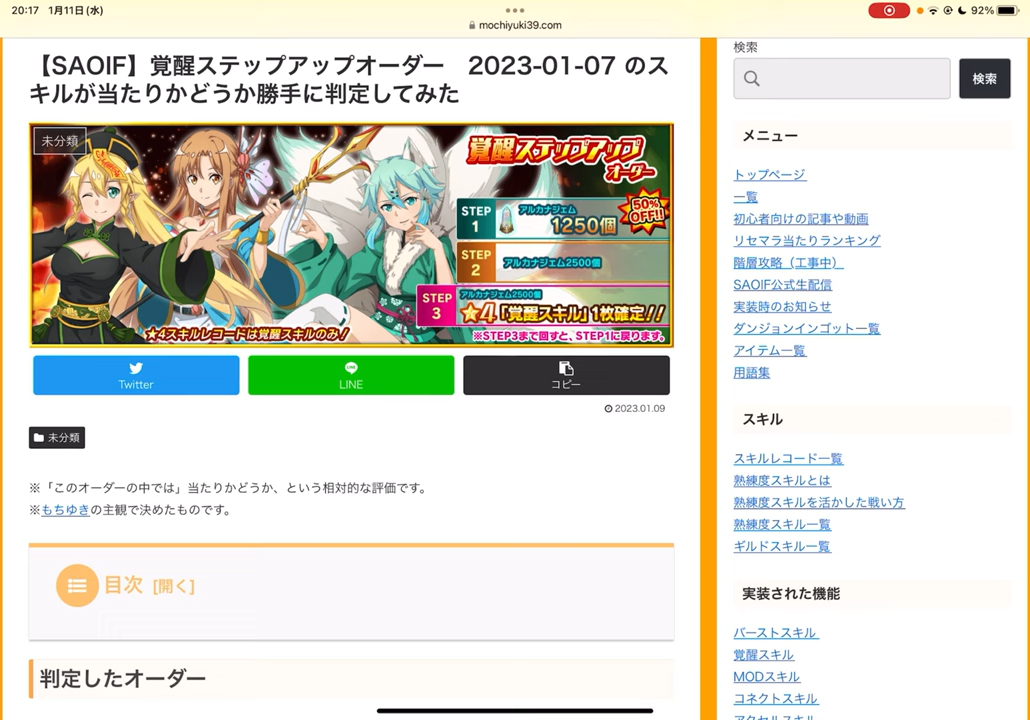 20:17 1月11日(水)
mochiyuki39.com
92%
【SAOIF】覚醒ステップアップオーダー　2023-01-07 のス
キルが当たりかどうか勝手に判定してみた
未分類
覚醒ステップアップ
オーダー
STEP
1
アルカナジェム
1250個
50%
OFF!!
STEP
2
アルカナジェム2500個
STEP
3
アルカナジェム2500個
★4「覚醒スキル」1枚確定!!
★4スキルレコードは覚醒スキルのみ!
※STEP3まで回すと、STEP1に戻ります。
Twitter
LINE
LINE
コピー
2023.01.09
未分類
※「このオーダーの中では」当たりかどうか、という相対的な評価です。
※もちゆきの主観で決めたものです。
目次 [開く]
判定したオーダー
検索
検索
メニュー
トップページ
一覧
初心者向けの記事や動画
リセマラ当たりランキング
階層攻略（工事中）
SAOIF公式生配信
実装時のお知らせ
ダンジョンインゴット一覧
アイテム一覧
用語集
スキル
スキルレコード一覧
熟練度スキルとは
熟練度スキルを活かした戦い方
熟練度スキル一覧
ギルドスキル一覧
実装された機能
バーストスキル
覚醒スキル
MODスキル
コネクトスキル
アクセルスキル